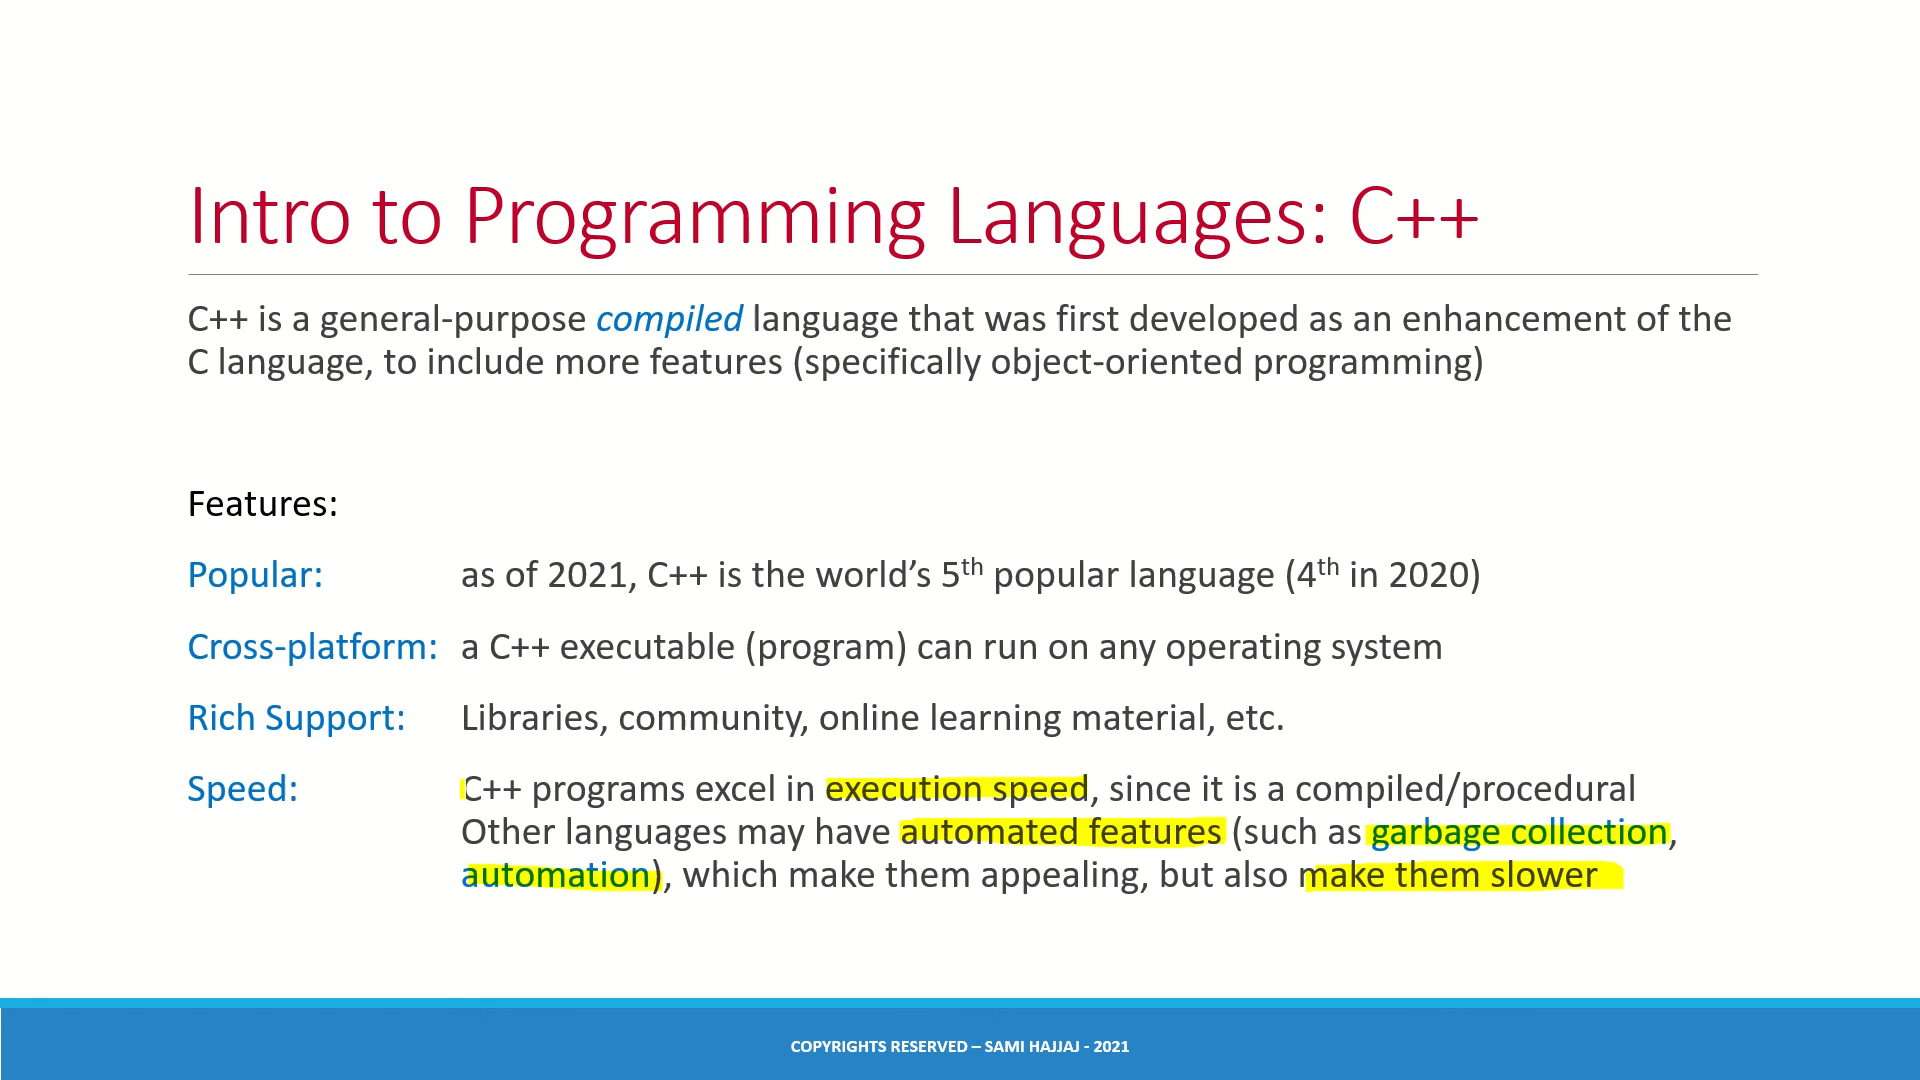 Intro to Programming Languages: C++
C++ is a general-purpose compiled language that was first developed as an enhancement of the
C language, to include more features (specifically object-oriented programming)
Features:
Popular: as of 2021, C++ is the world’s 5th popular language (4th in 2020)
Cross-platform: a C++ executable (program) can run on any operating system
Rich Support: Libraries, community, online learning material, etc.
Speed: C++ programs excel in execution speed, since it is a compiled/procedural
Other languages may have automated features (such as garbage collection,
automation), which make them appealing, but also make them slower
COPYRIGHTS RESERVED – SAMI HAJJAJ - 2021